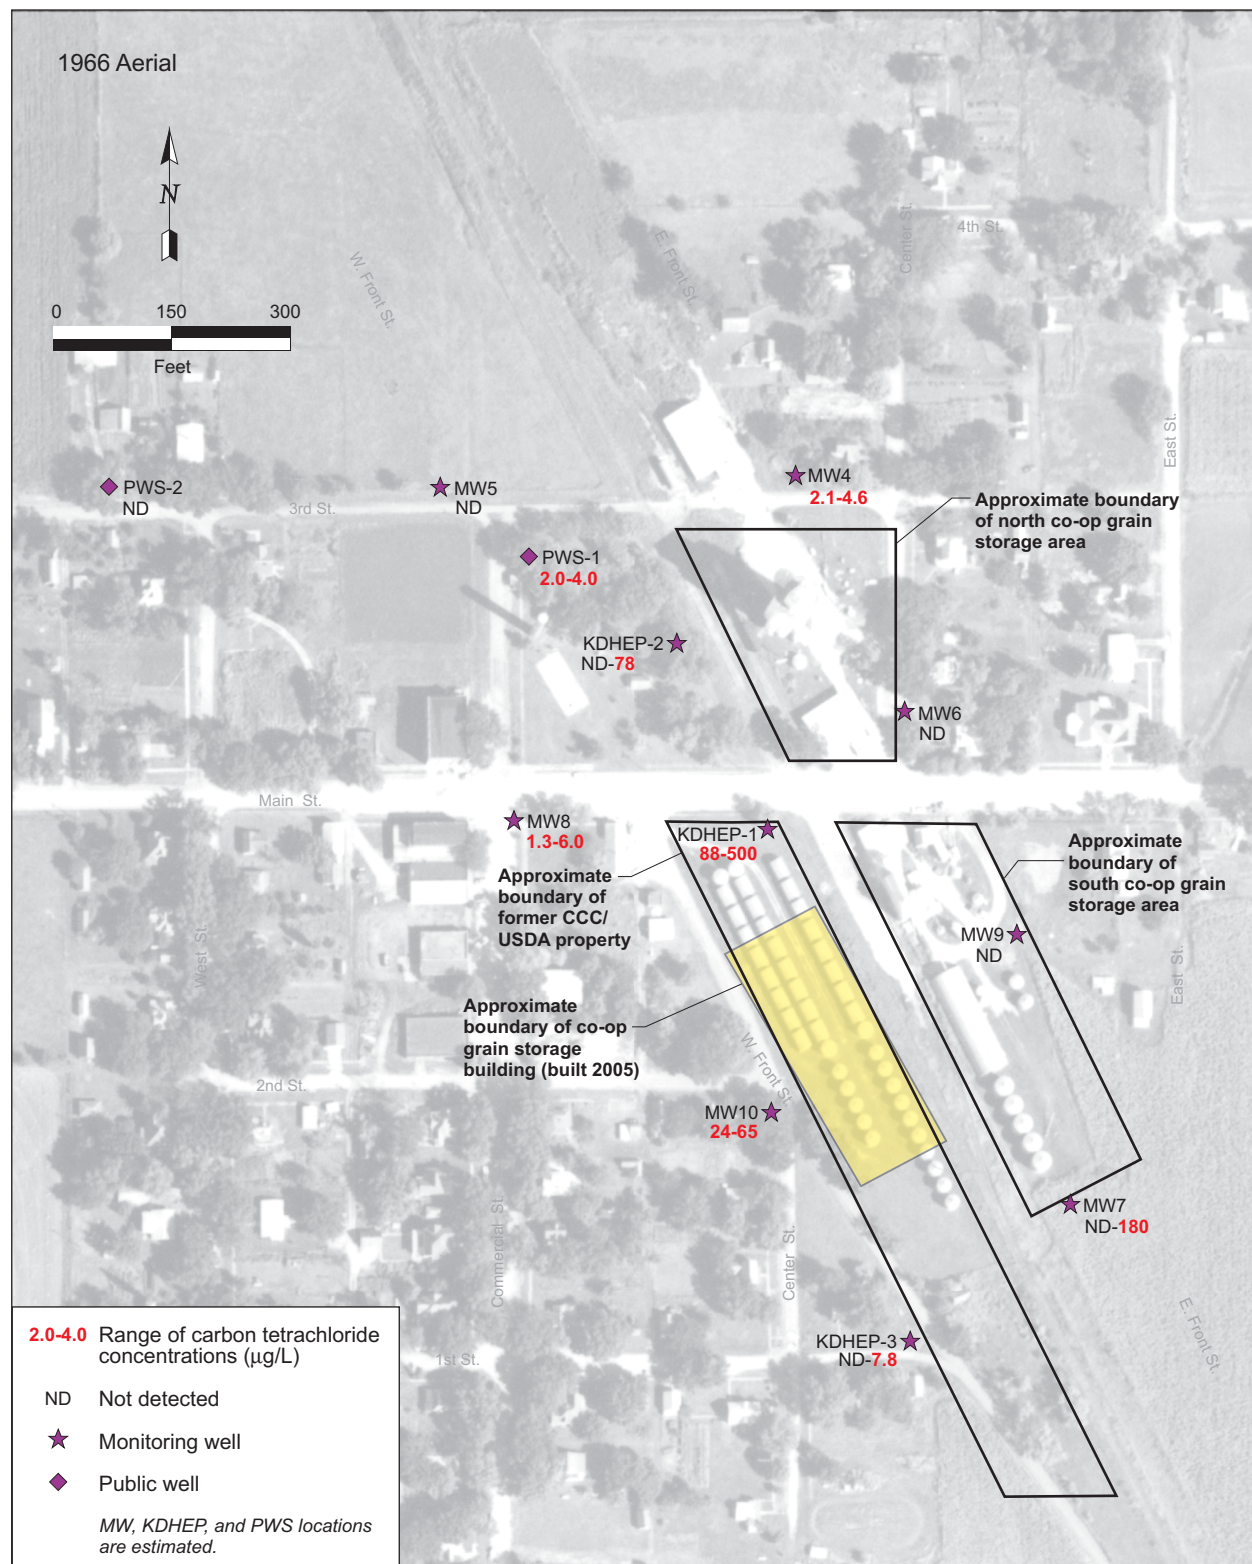 1966 Aerial
N
0 150 300
Feet
W. Front St.
E. Front St.
Center St.
4th St.
East St.
PWS-2
ND
MW5
ND
3rd St.
MW4
2.1-4.6
Approximate boundary
of north co-op grain
storage area
PWS-1
2.0-4.0
KDHEP-2
ND-78
MW6
ND
Main St.
MW8
1.3-6.0
KDHEP-1
88-500
Approximate
boundary of
former CCC/
USDA property
Approximate
boundary of
south co-op grain
storage area
MW9
ND
West St.
East St.
Approximate
boundary of co-op
grain storage
building (built 2005)
W. Front St.
2nd St.
MW10
24-65
MW7
ND-180
Commercial St.
Center St.
E. Front St.
KDHEP-3
ND-7.8
1st St.
2.0-4.0 Range of carbon tetrachloride
concentrations (µg/L)
ND Not detected
Monitoring well
Public well
MW, KDHEP, and PWS locations
are estimated.